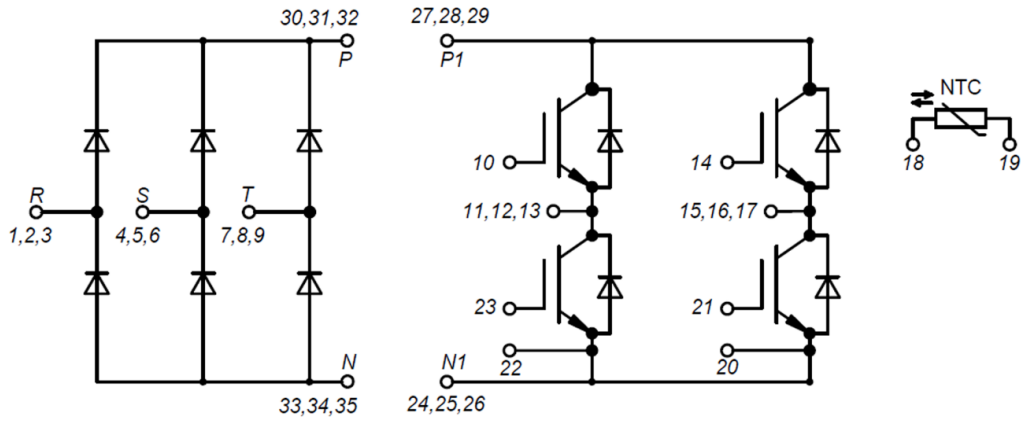 30,31,32
27,28,29
P
P1
NTC
10
14
18
19
R
S
T
1,2,3
4,5,6
7,8,9
11,12,13
15,16,17
23
21
22
20
N
N1
33,34,35
24,25,26